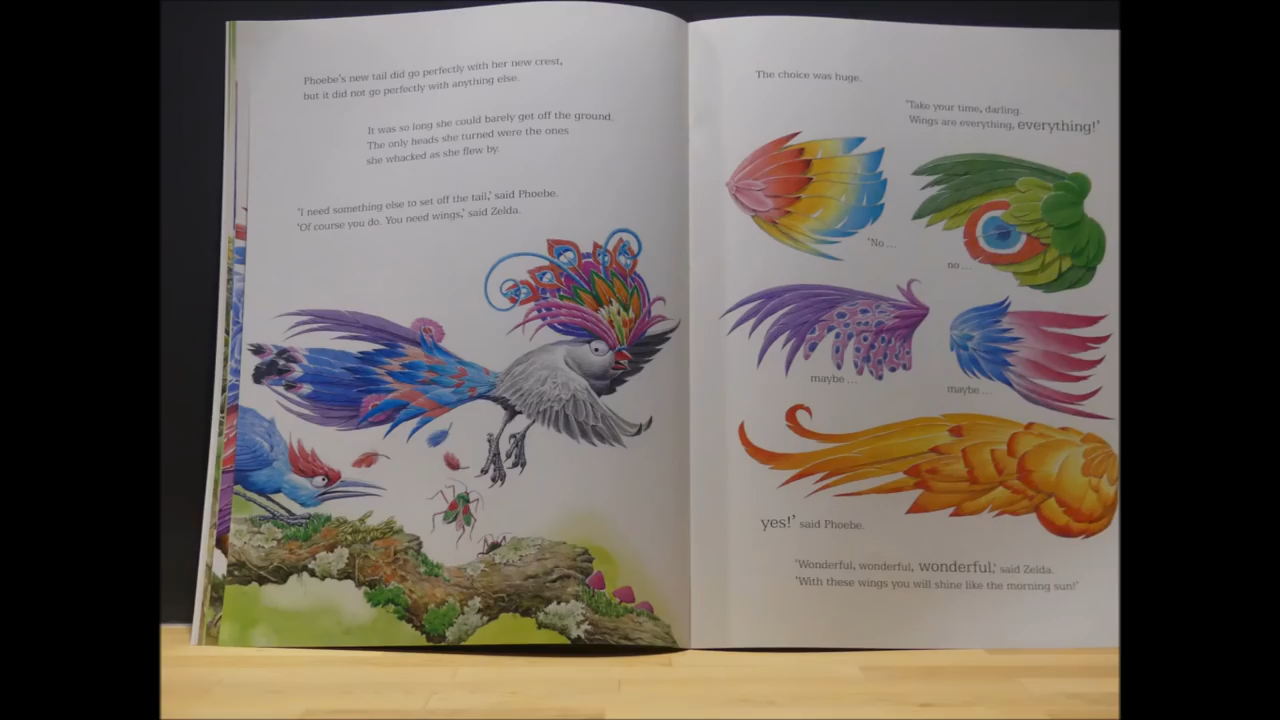 Phoebe's new tail did go perfectly with her new crest,
but it did not go perfectly with anything else.
It was so long she could barely get off the ground.
The only heads she turned were the ones
she whacked as she flew by.
'I need something else to set off the tail,' said Phoebe.
'Of course you do. You need wings,' said Zelda.
The choice was huge.
'Take your time, darling
Wings are everything, everything!'
'No ...
no ...
maybe ...
maybe ...
yes!' said Phoebe.
'Wonderful, wonderful, wonderful,' said Zelda.
'With these wings you will shine like the morning sun!'